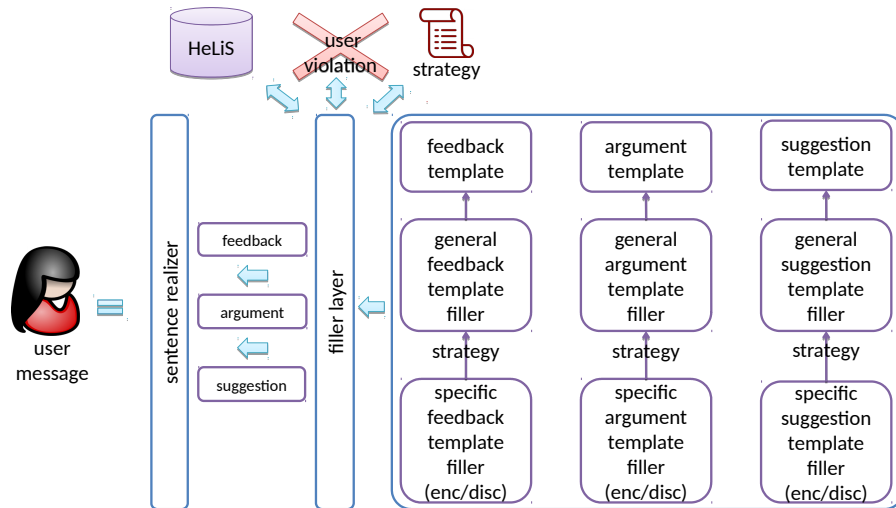 HeLiS
user
violation
strategy
feedback
template
argument
template
suggestion
template
general
feedback
template
filler
general
argument
template
filler
general
suggestion
template
filler
strategy
strategy
strategy
specific
feedback
template
filler
(enc/disc)
specific
argument
template
filler
(enc/disc)
specific
suggestion
template
filler
(enc/disc)
filler layer
feedback
argument
suggestion
sentence realizer
user
message